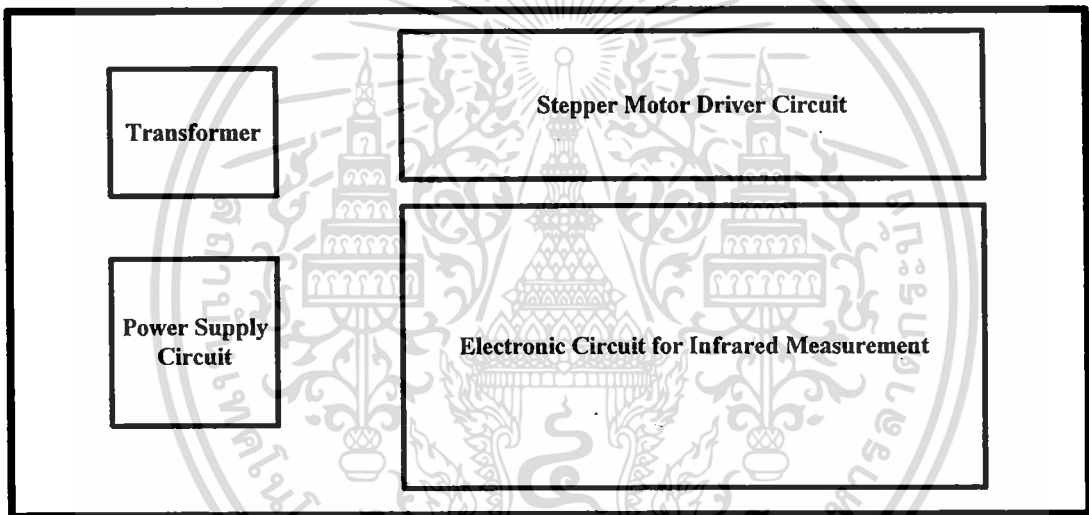 Transformer
Stepper Motor Driver Circuit
Power Supply
Circuit
Electronic Circuit for Infrared Measurement